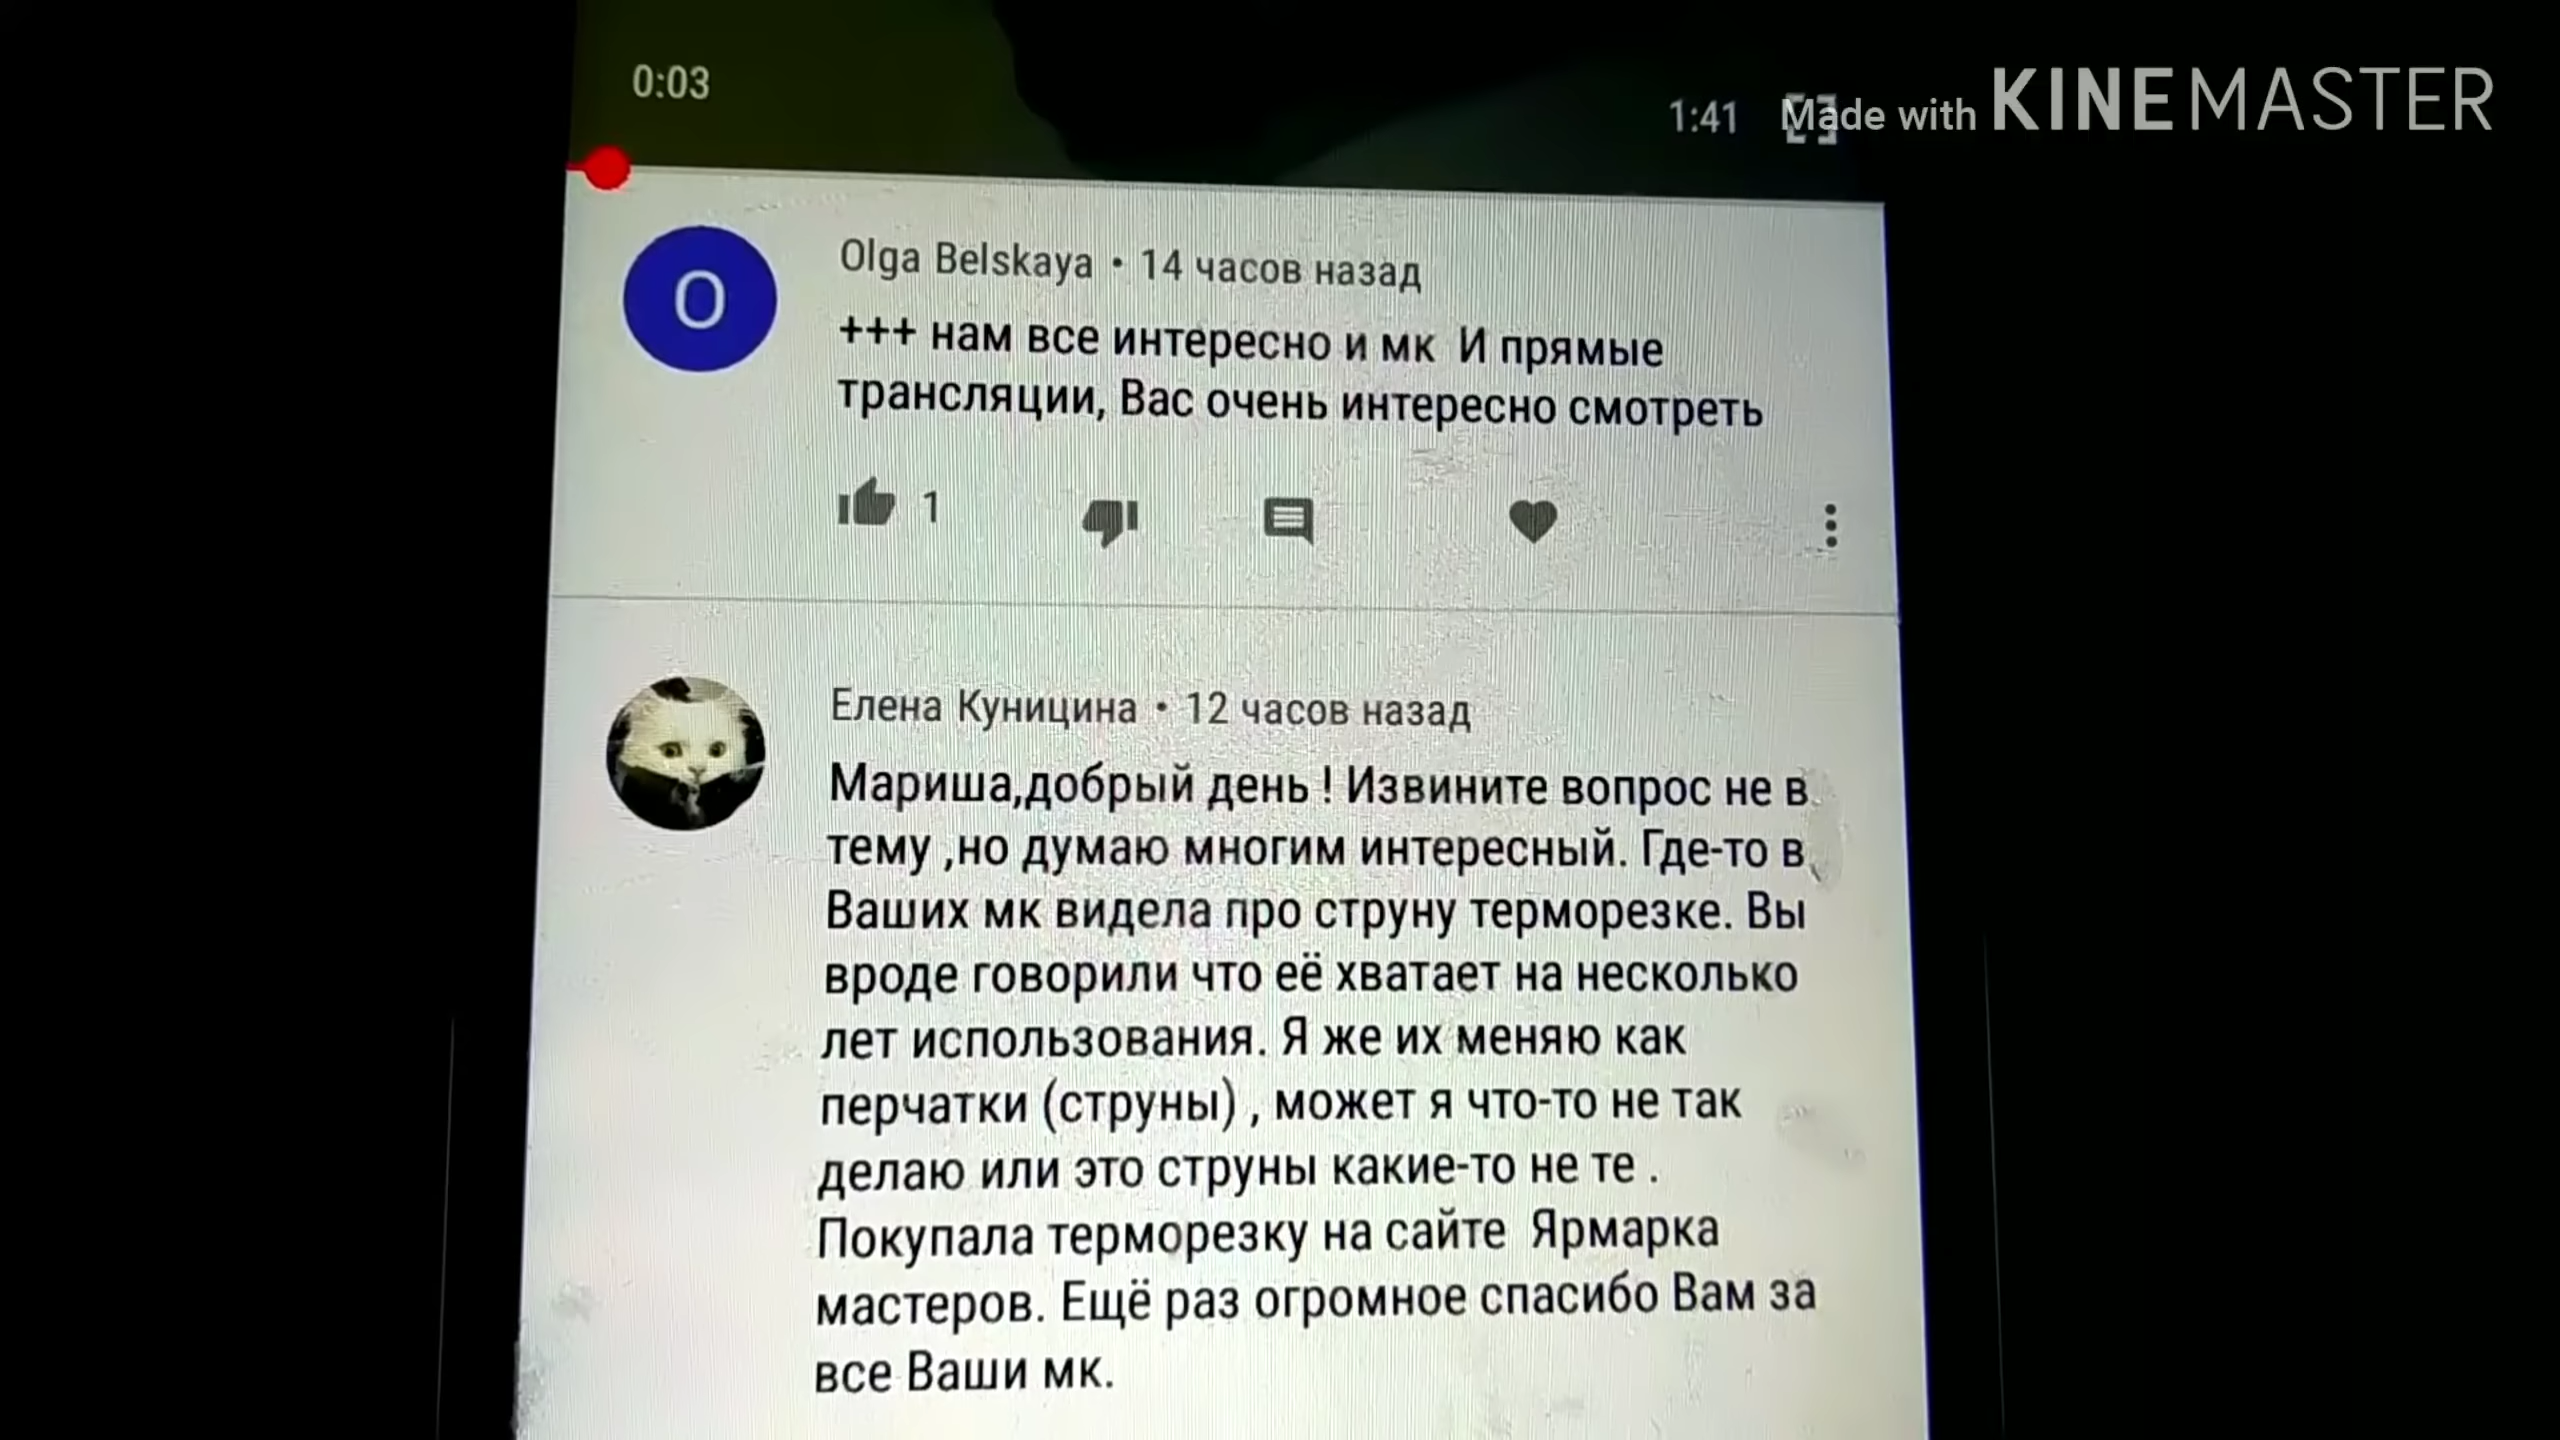 0:03
1:41
Made with KINEMASTER
O
Olga Belskaya • 14 часов назад
+++ нам все интересно и мк И прямые
трансляции, Вас очень интересно смотреть
1
Елена Куницина • 12 часов назад
Мариша,добрый день ! Извините вопрос не в
тему ,но думаю многим интересный. Где-то в
Ваших мк видела про струну терморезке. Вы
вроде говорили что её хватает на несколько
лет использования. Я же их меняю как
перчатки (струны) , может я что-то не так
делаю или это струны какие-то не те .
Покупала терморезку на сайте Ярмарка
мастеров. Ещё раз огромное спасибо Вам за
все Ваши мк.